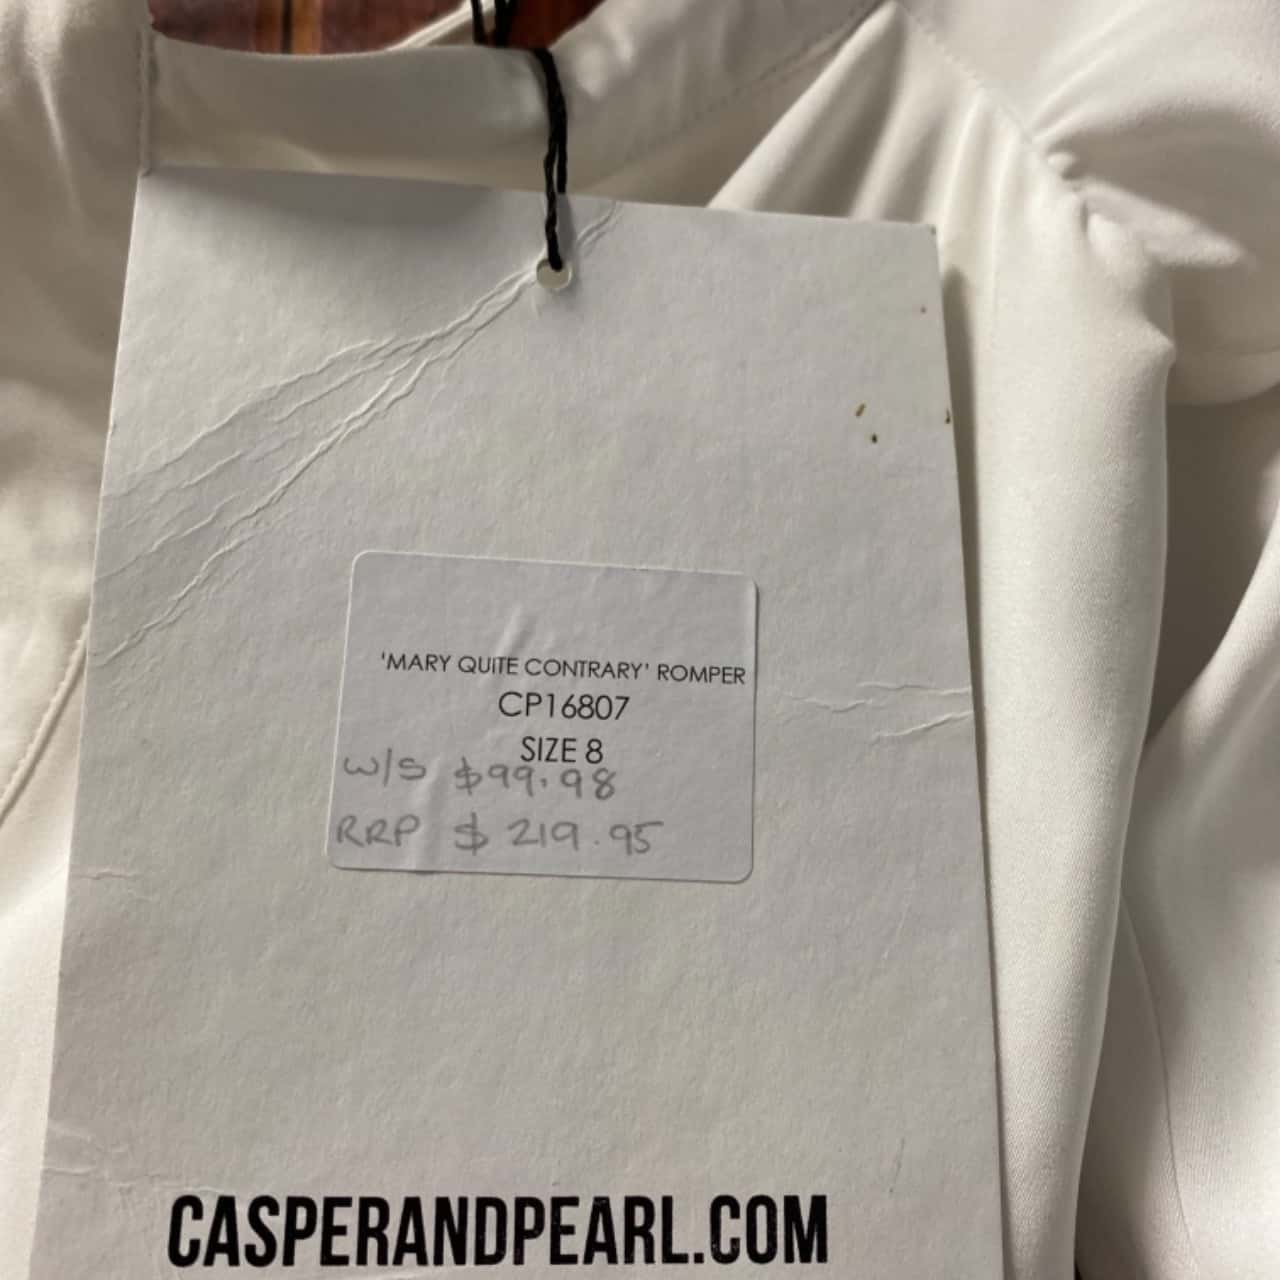 'MARY QUITE CONTRARY' ROMPER
CP16807
SIZE 8
W/S $99.98
RRP $219.95
CASPERANDPEARL.COM